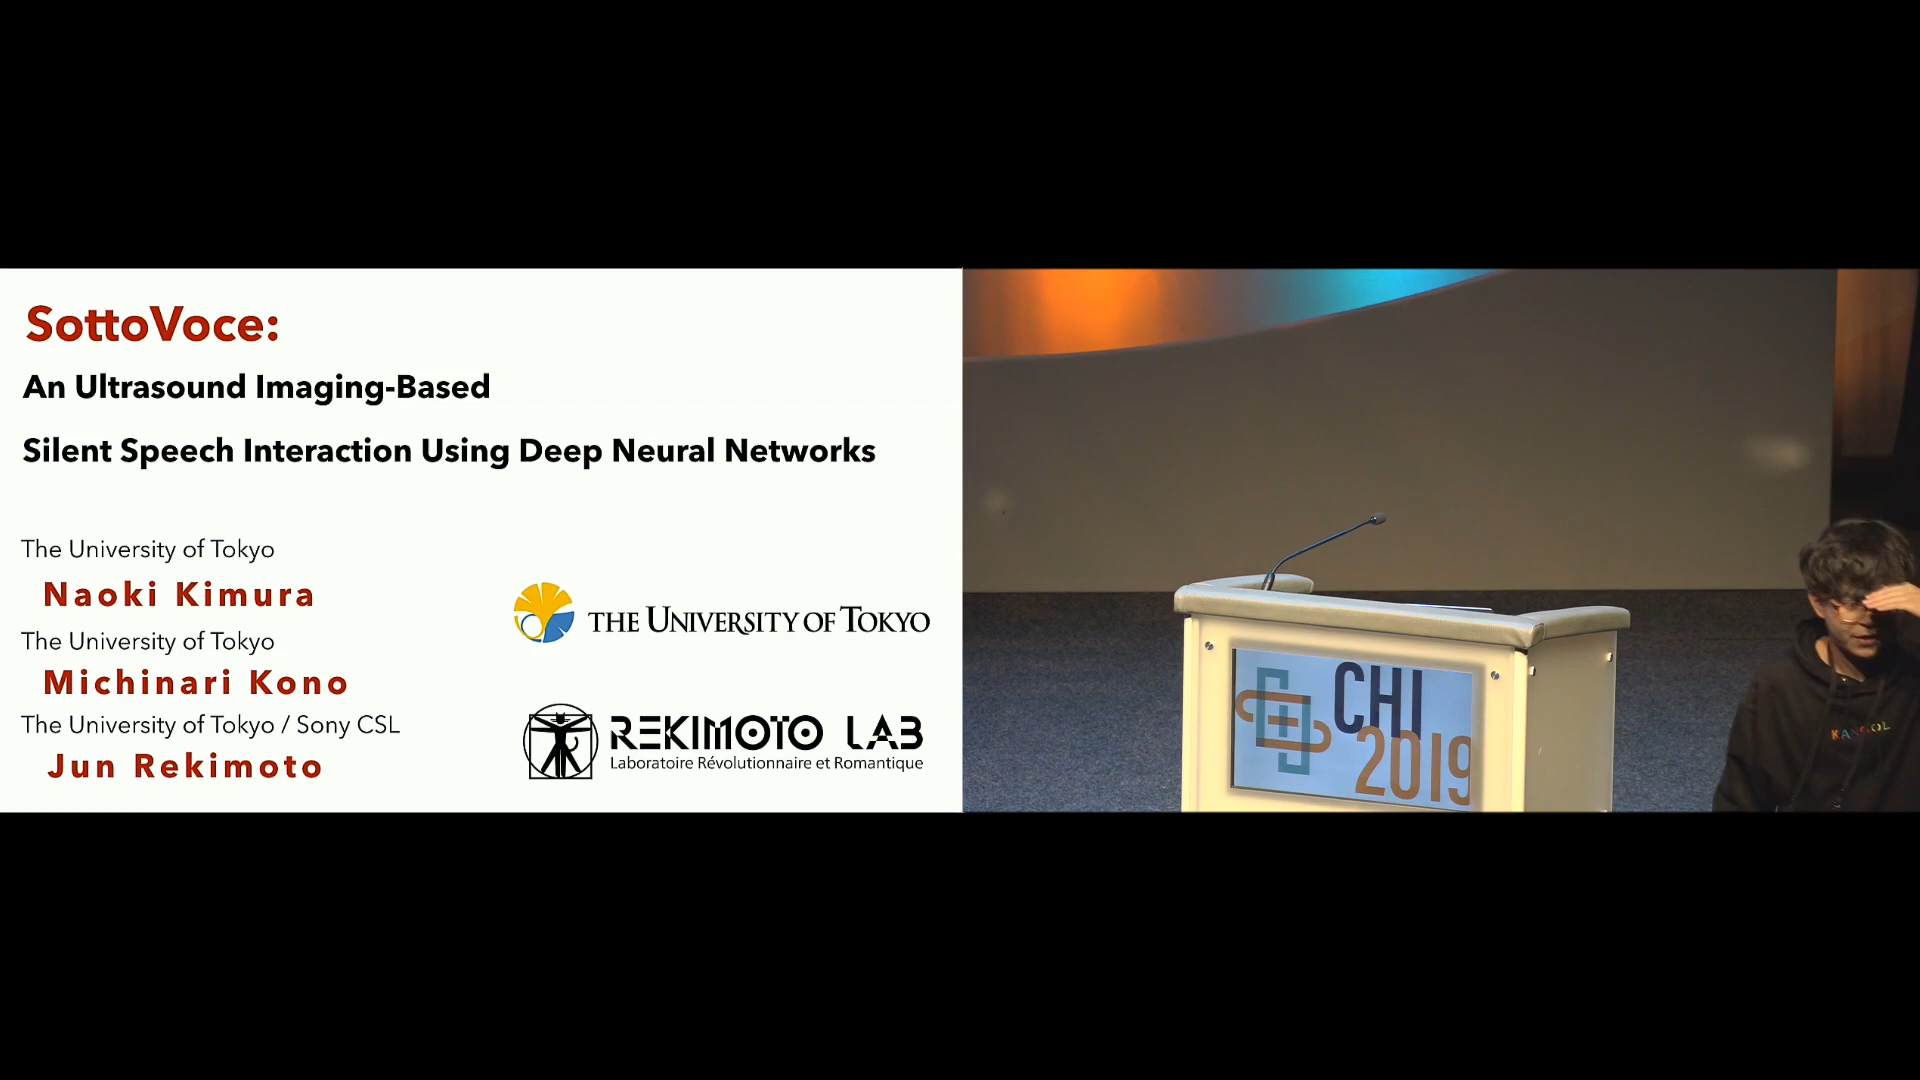 SottoVoce:
An Ultrasound Imaging-Based
Silent Speech Interaction Using Deep Neural Networks
The University of Tokyo
Naoki Kimura
The University of Tokyo
Michinari Kono
The University of Tokyo / Sony CSL
Jun Rekimoto
THE UNIVERSITY OF TOKYO
REKIMOTO LAB
Laboratoire Révolutionnaire et Romantique
CHI
2019
KANGOL